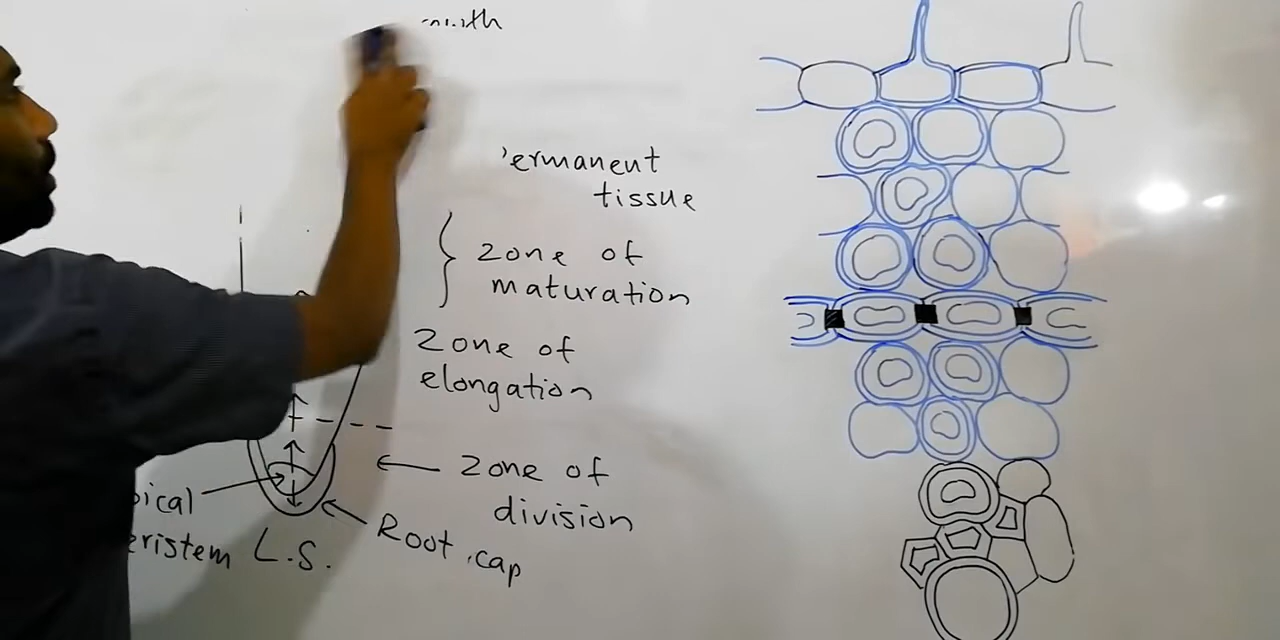 ermanent
tissue
zone of
maturation
Zone of
elongation
zone of
division
pical
eristem L.S.
Root cap